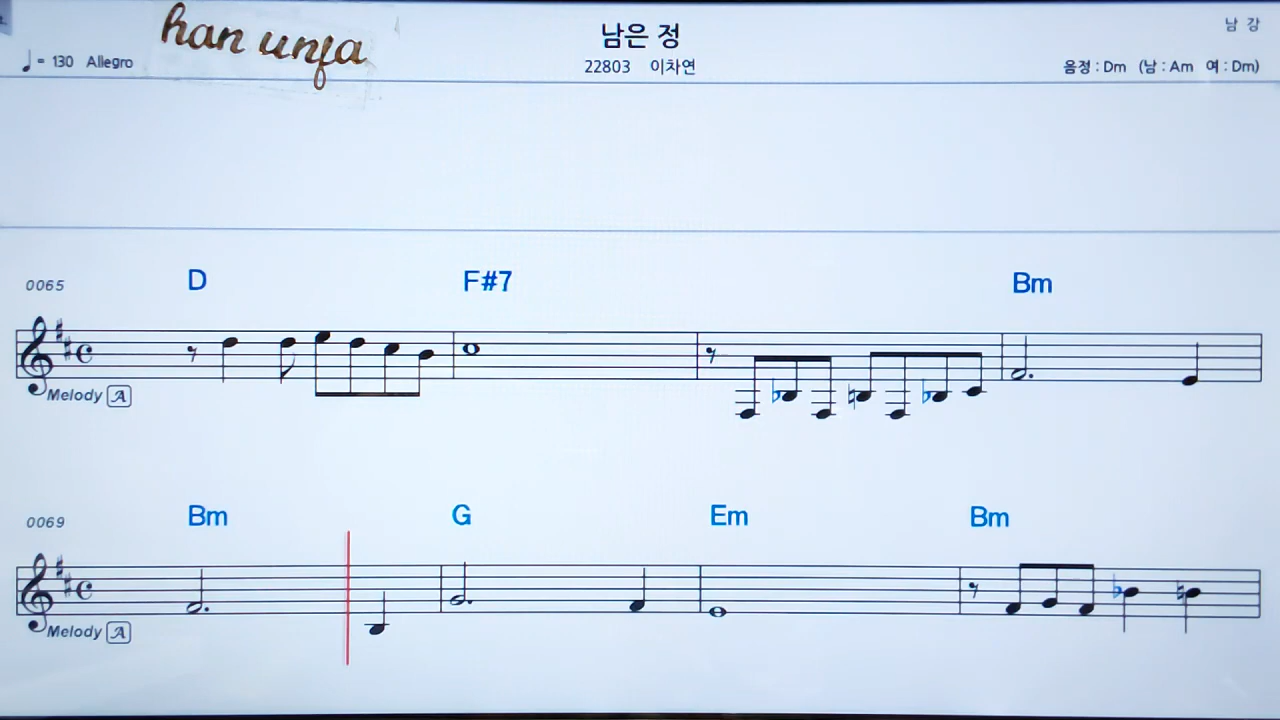 han unfa
남은 정
남 강
♩= 130 Allegro
22803 이차연
음정 : Dm (남 : Am 여 : Dm)
0065 D F#7 Bm
Melody A
0069 Bm G Em Bm
Melody A